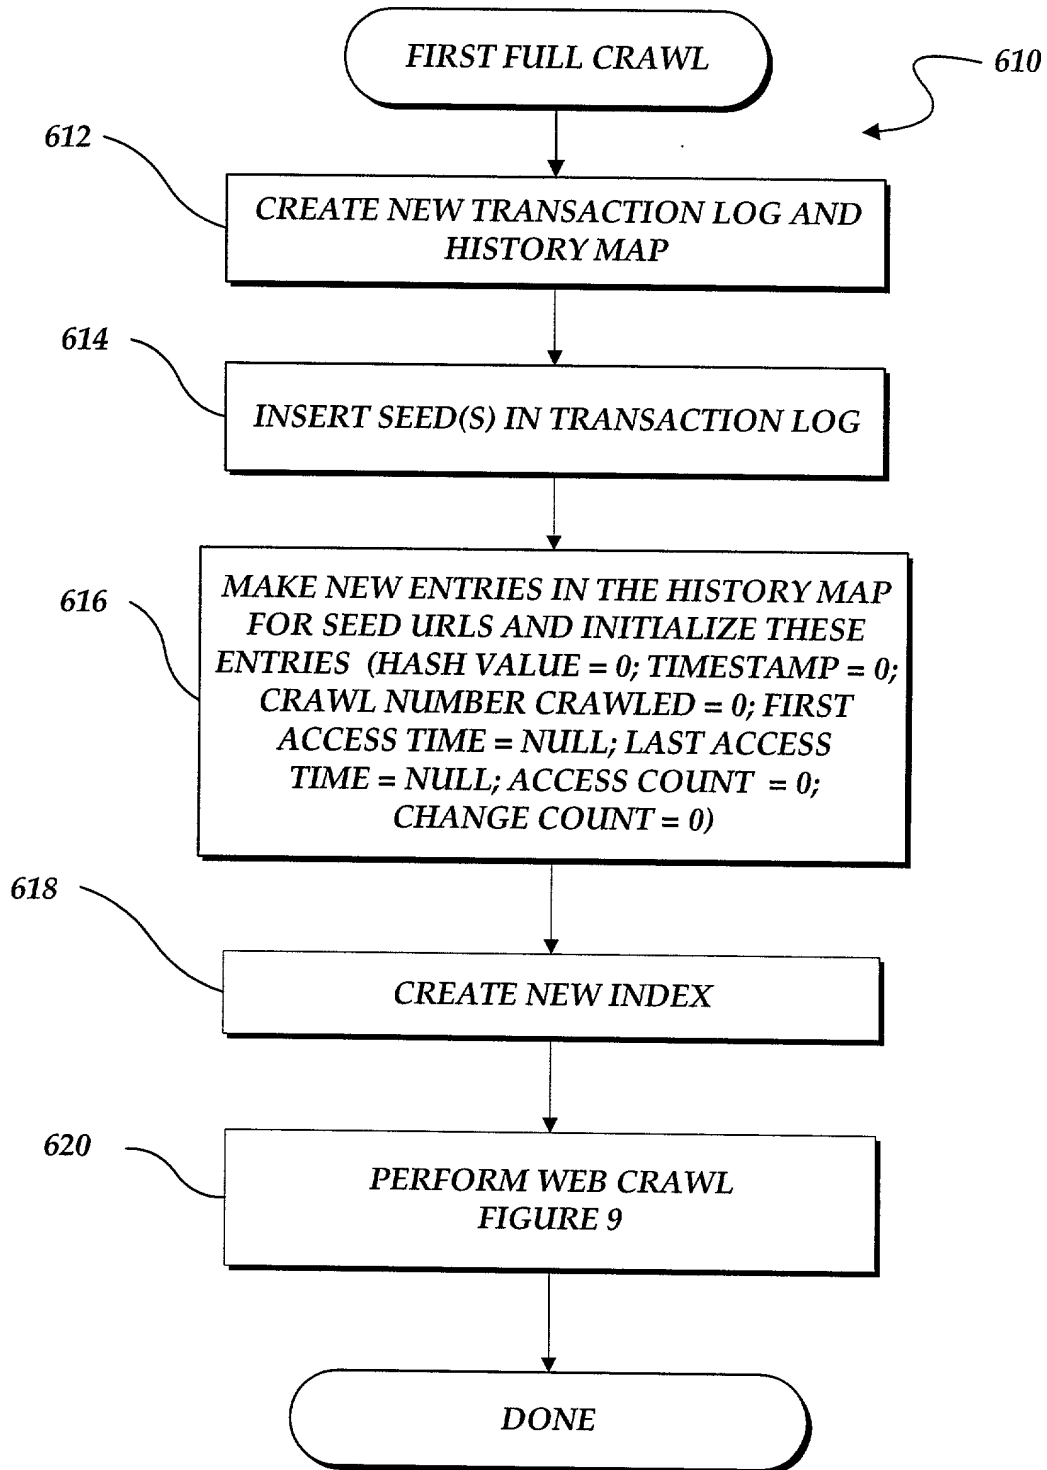 FIRST FULL CRAWL
610
612
CREATE NEW TRANSACTION LOG AND
HISTORY MAP
614
INSERT SEED(S) IN TRANSACTION LOG
616
MAKE NEW ENTRIES IN THE HISTORY MAP
FOR SEED URLS AND INITIALIZE THESE
ENTRIES (HASH VALUE = 0; TIMESTAMP = 0;
CRAWL NUMBER CRAWLED = 0; FIRST
ACCESS TIME = NULL; LAST ACCESS
TIME = NULL; ACCESS COUNT = 0;
CHANGE COUNT = 0)
618
CREATE NEW INDEX
620
PERFORM WEB CRAWL
FIGURE 9
DONE